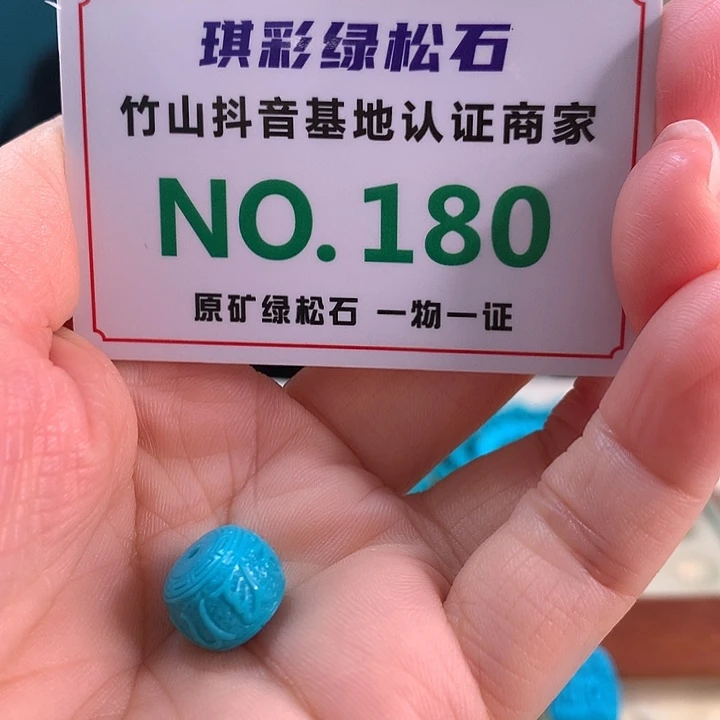 琪彩绿松石
竹山抖音基地认证商家
NO.180
原矿绿松石 一物一证